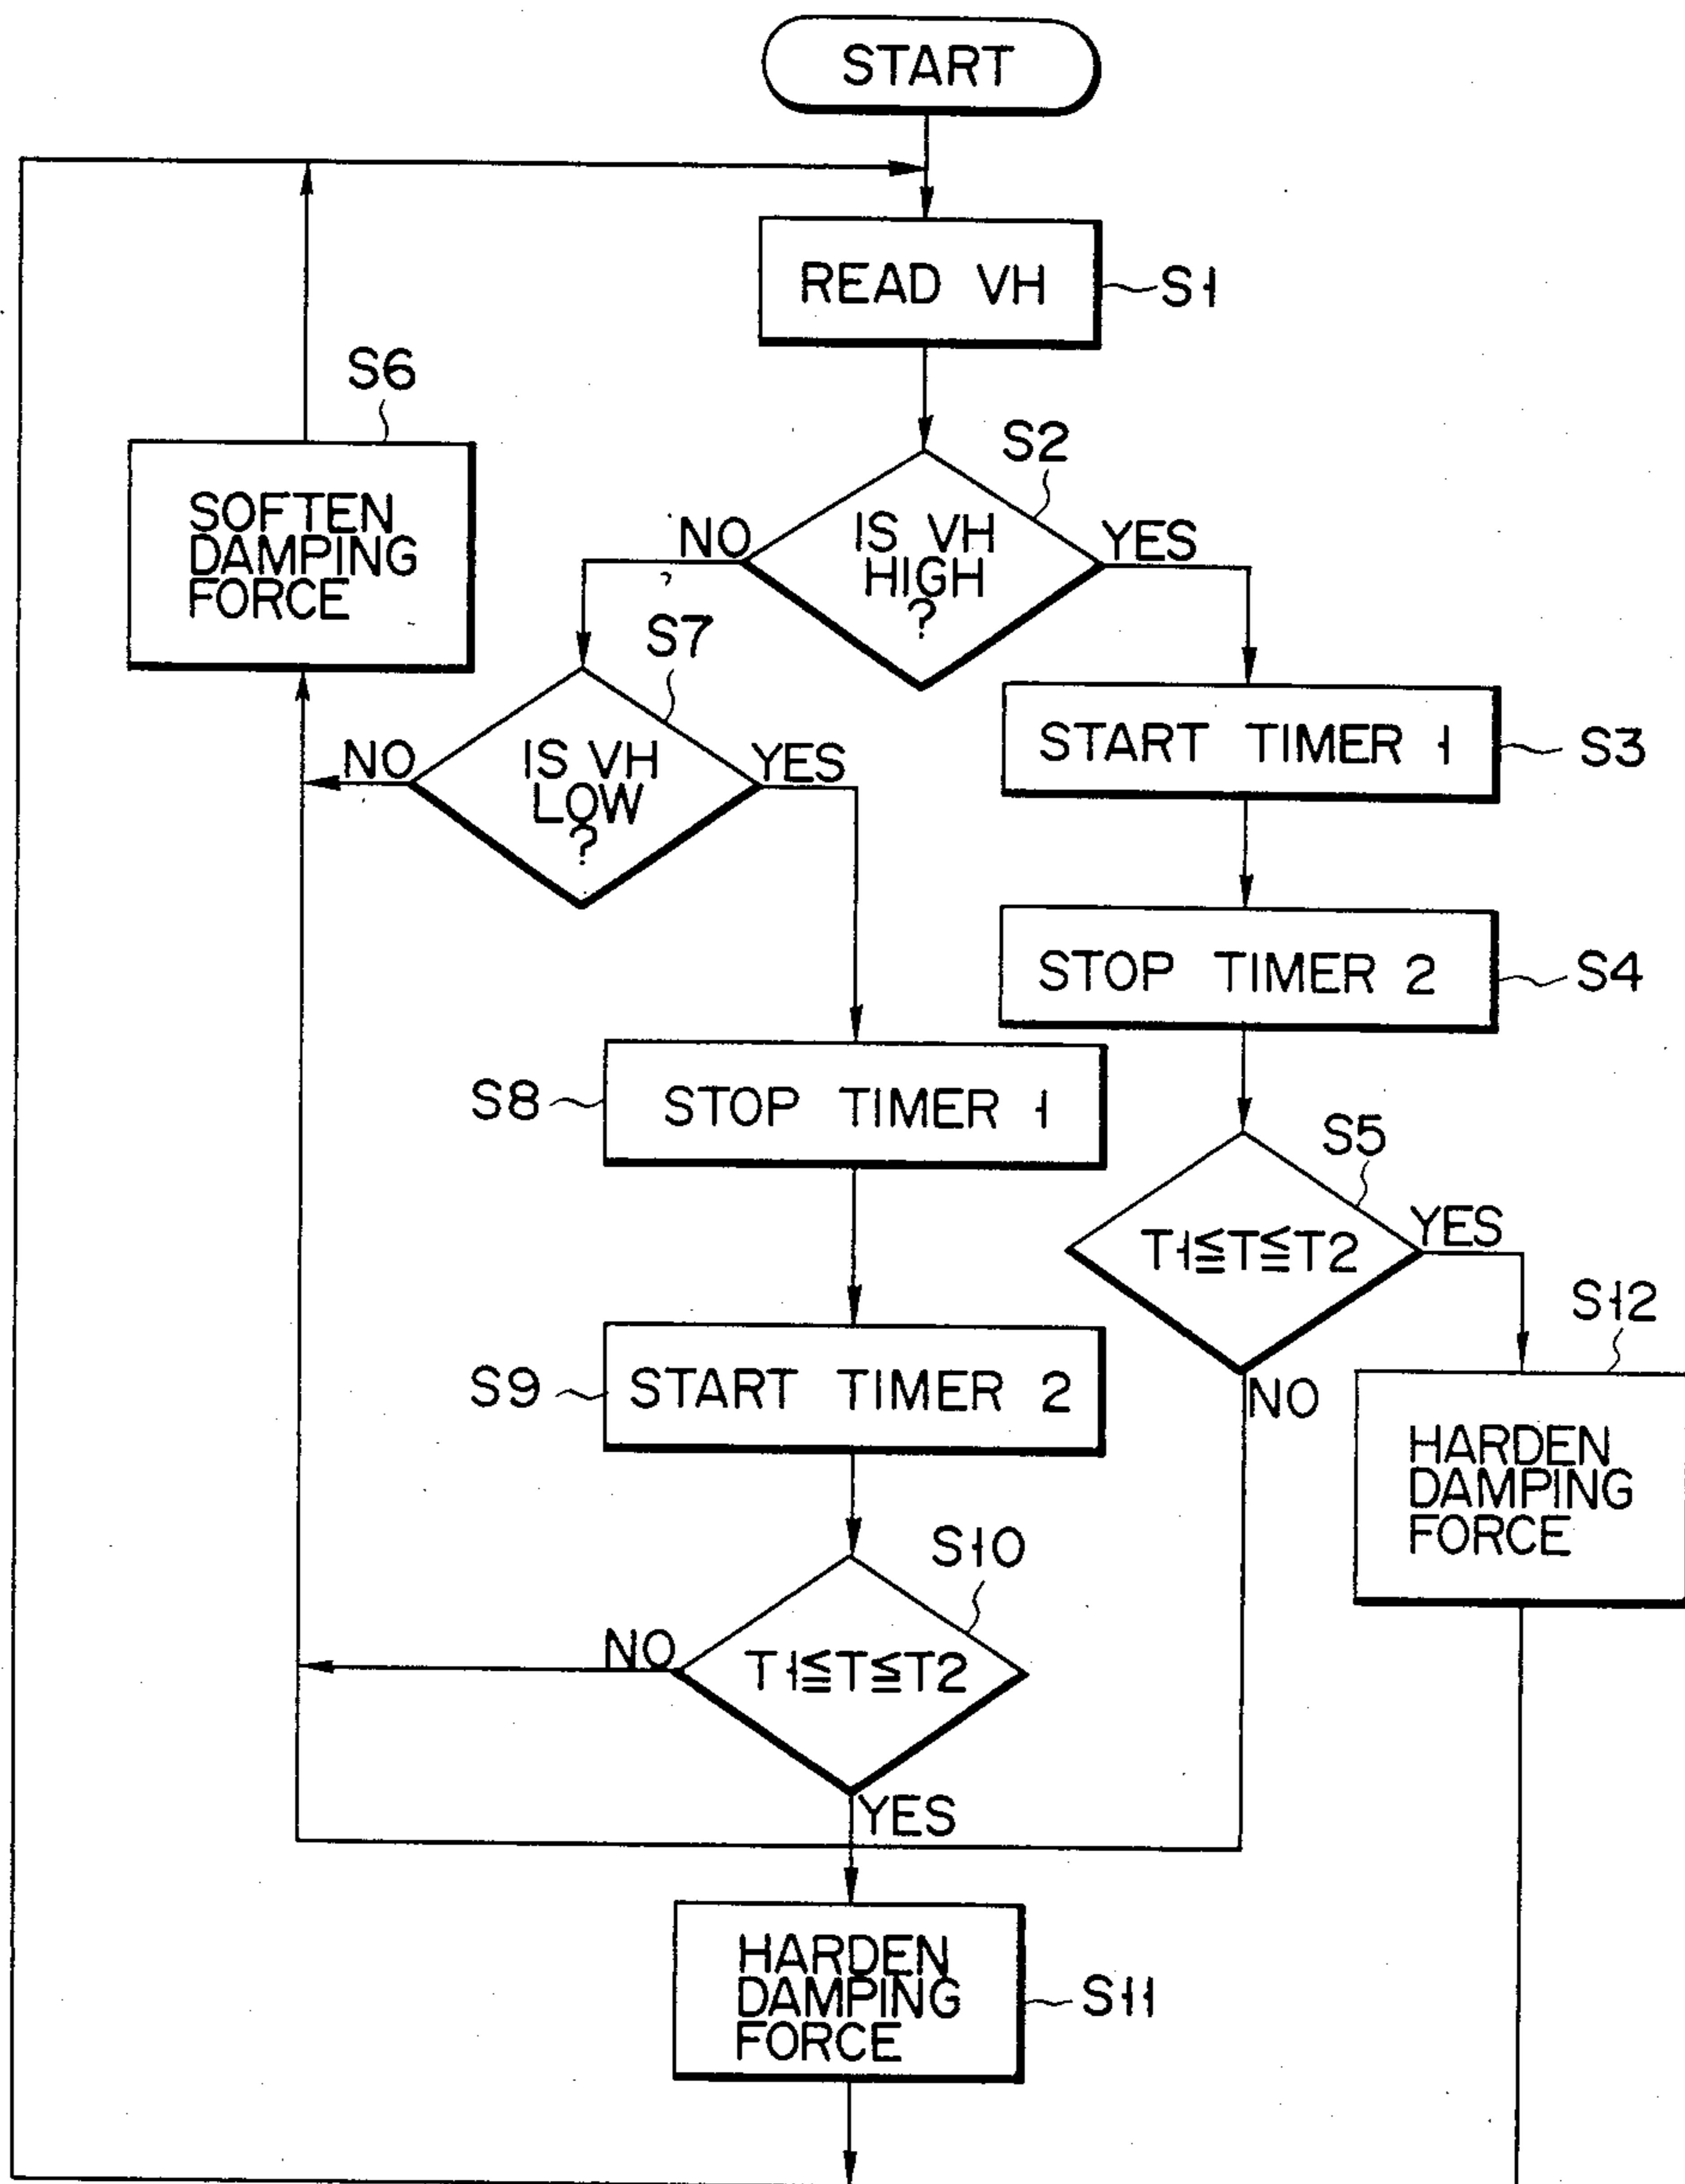 START
READ VH
S1
S6
S2
SOFTEN
DAMPING
FORCE
NO
IS VH
HIGH
?
YES
S7
NO
IS VH
LOW
?
YES
START TIMER 1
S3
STOP TIMER 2
S4
S8
STOP TIMER 1
S5
T1≦T≦T2
YES
S12
S9
START TIMER 2
NO
HARDEN
DAMPING
FORCE
S10
NO
T1≦T≦T2
YES
HARDEN
DAMPING
FORCE
S11